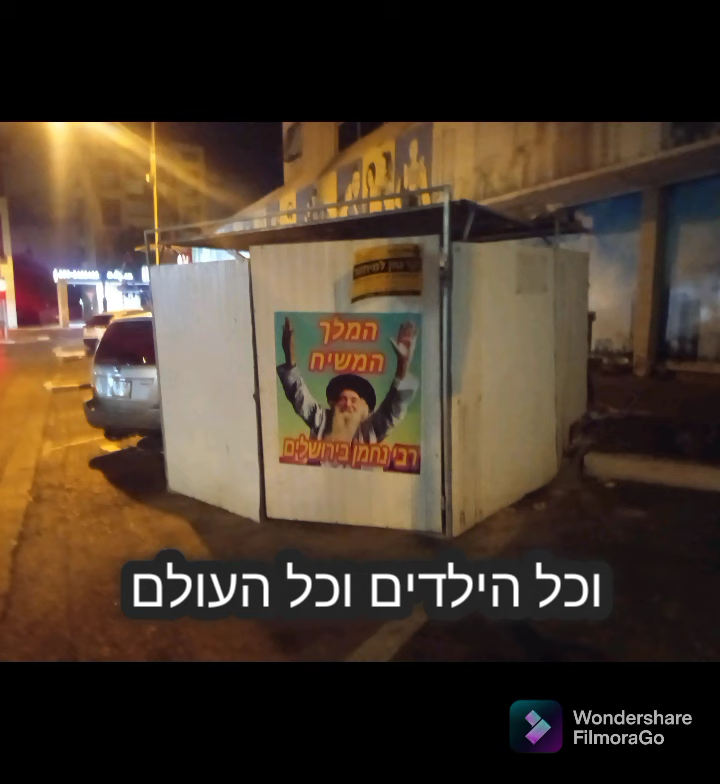 המלך
המשיח
רבי נחמן בירושלים
וכל הילדים וכל העולם
Wondershare
FilmoraGo